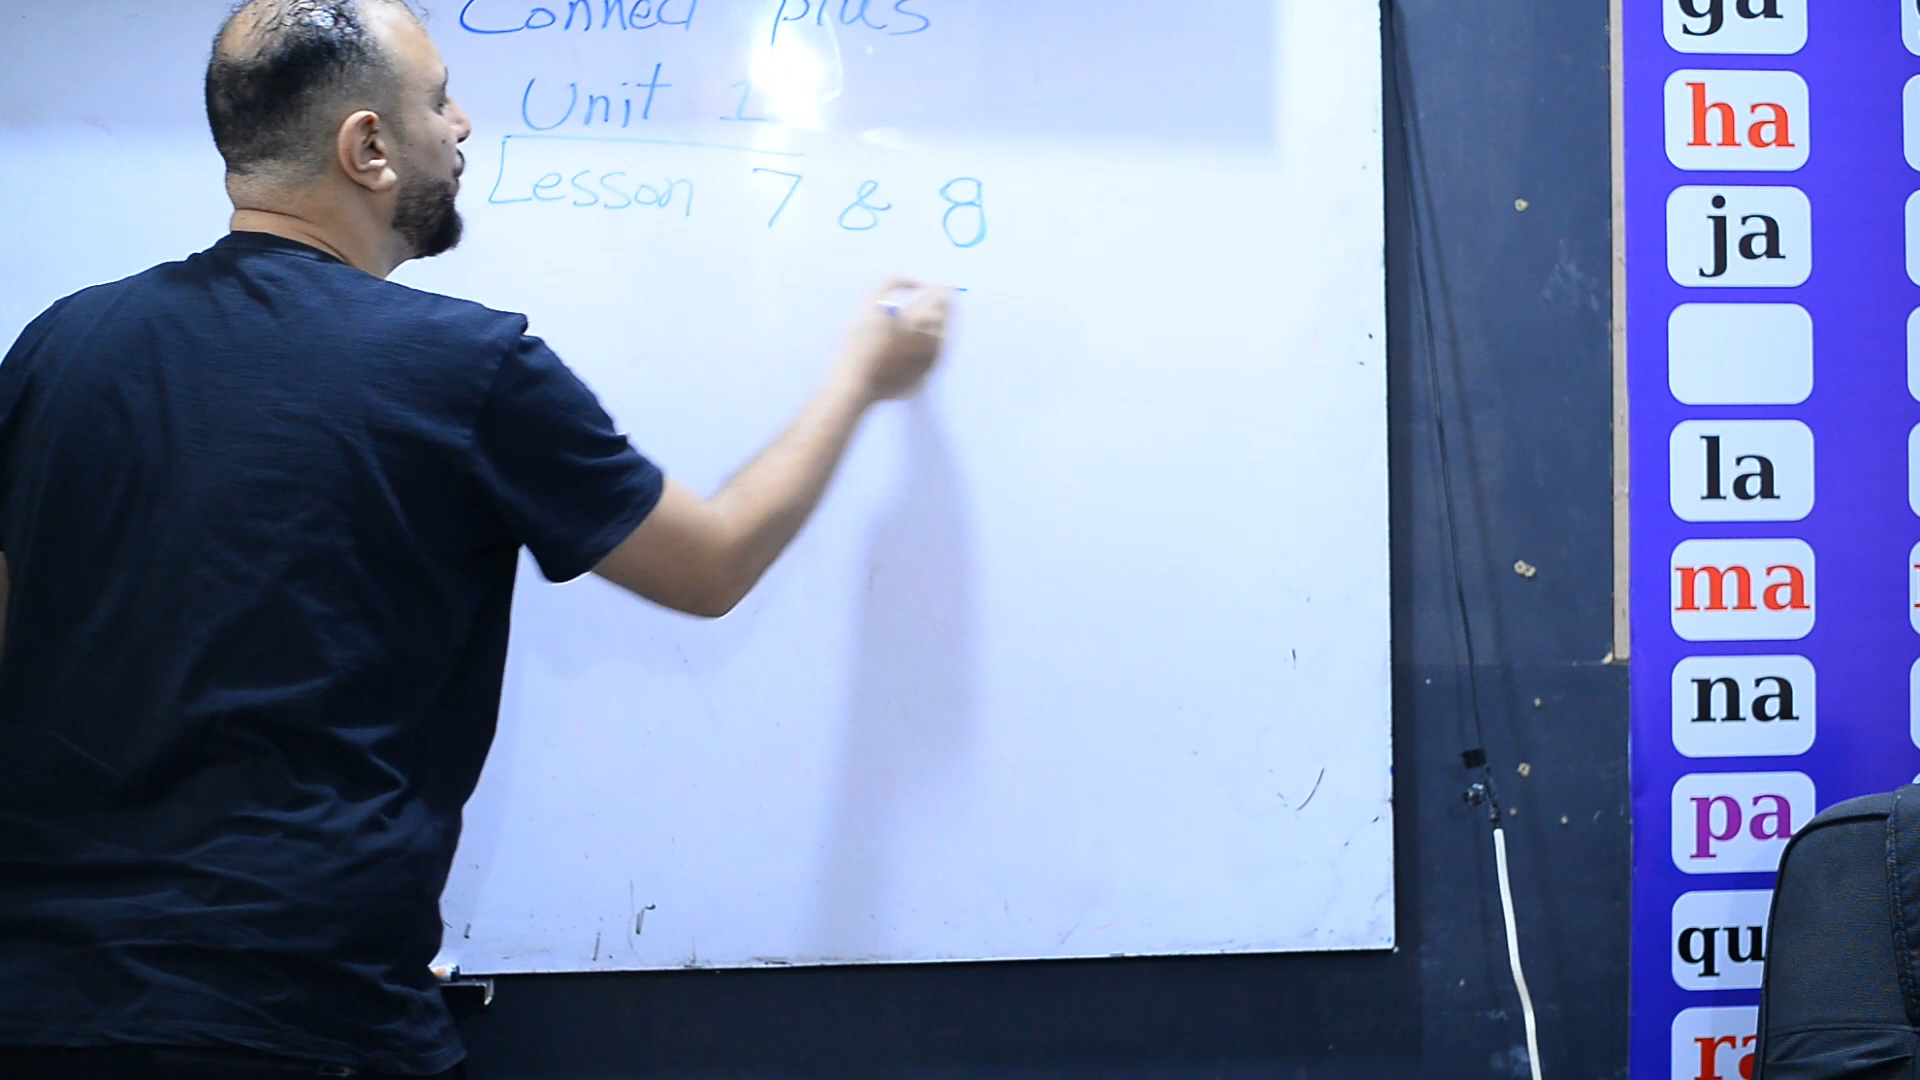 Connect plus
Unit 1
Lesson 7 & 8
ga
ha
ja
la
ma
na
pa
qu
ra